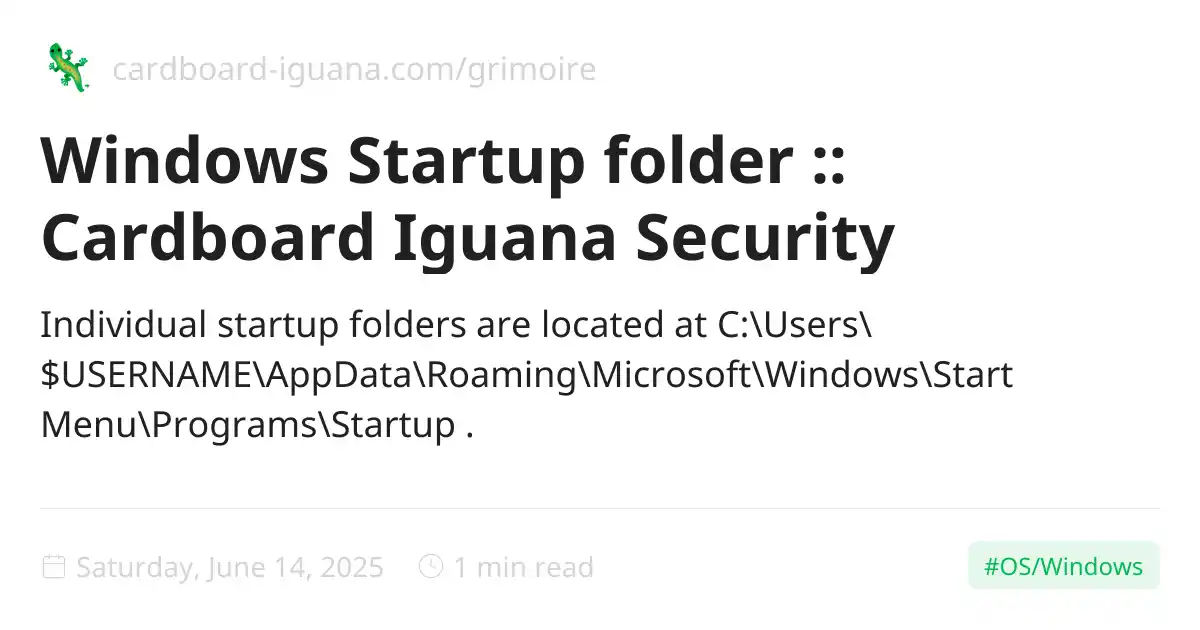 cardboard-iguana.com/grimoire
Windows Startup folder ::
Cardboard Iguana Security
Individual startup folders are located at C:\Users\
$USERNAME\AppData\Roaming\Microsoft\Windows\Start
Menu\Programs\Startup .
Saturday, June 14, 2025 1 min read #OS/Windows